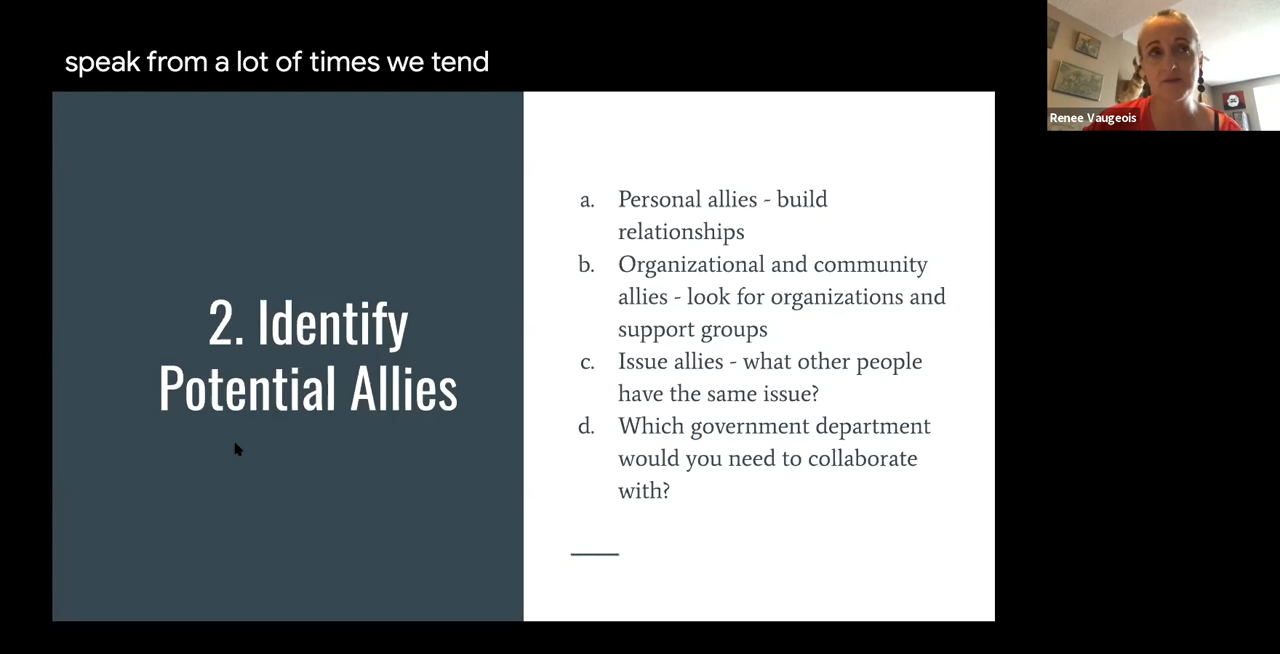 speak from a lot of times we tend
Renee Vaugeois
2. Identify
Potential Allies
a. Personal allies - build
relationships
b. Organizational and community
allies - look for organizations and
support groups
c. Issue allies - what other people
have the same issue?
d. Which government department
would you need to collaborate
with?